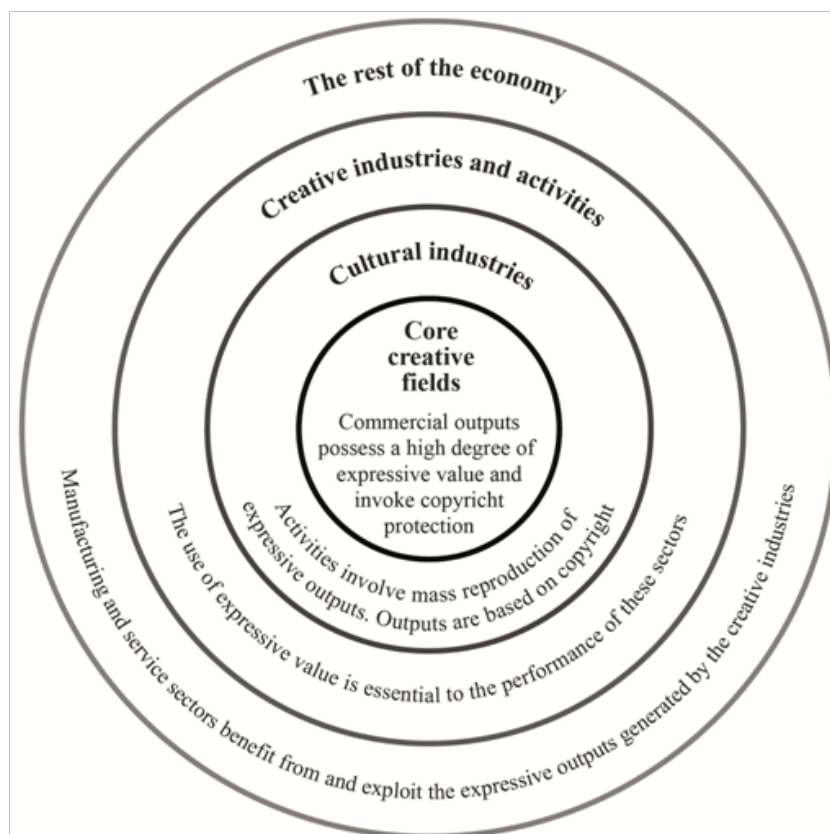 The rest of the economy
Creative industries and activities
Cultural industries
Core
creative
fields
Commercial outputs
possess a high degree of
expressive value and
invoke copyricht
protection
Activities involve mass reproduction of
expressive outputs. Outputs are based on copyright
The use of expressive value is essential to the performance of these sectors
Manufacturing and service sectors benefit from and exploit the expressive outputs generated by the creative industries